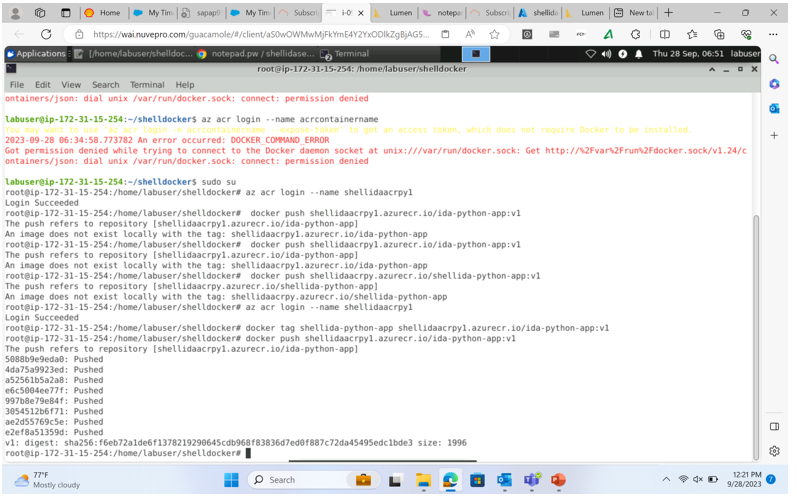 Home
My Tim
sapapl
My Tim
Subscri
i-05
Lumen
notepa
Subscri
shellida
Lumen
New ta
https://wai.nuvepro.com/guacamole/#/client/aS0wOWMwMjFkYmE4Y2YxODlkZgBjAG5...
Applications
[/home/labuser/shelldoc...
notepad.pw / shellidase...
Terminal
Thu 28 Sep, 06:51 labuser
root@ip-172-31-15-254: /home/labuser/shelldocker
File Edit View Search Terminal Help
ontainers/json: dial unix /var/run/docker.sock: connect: permission denied
labuser@ip-172-31-15-254:~/shelldocker$ az acr login --name acrcontainername
You may want to use 'az acr login -n acrcontainername --expose-token' to get an access token, which does not require Docker to be installed.
2023-09-28 06:34:58.773782 An error occurred: DOCKER_COMMAND_ERROR
Got permission denied while trying to connect to the Docker daemon socket at unix:///var/run/docker.sock: Get http://%2Fvar%2Frun%2Fdocker.sock/v1.24/c
ontainers/json: dial unix /var/run/docker.sock: connect: permission denied
labuser@ip-172-31-15-254:~/shelldocker$ sudo su
root@ip-172-31-15-254:/home/labuser/shelldocker# az acr login --name shellidaacrpy1
Login Succeeded
root@ip-172-31-15-254:/home/labuser/shelldocker#  docker push shellidaacrpy1.azurecr.io/ida-python-app:v1
The push refers to repository [shellidaacrpy1.azurecr.io/ida-python-app]
An image does not exist locally with the tag: shellidaacrpy1.azurecr.io/ida-python-app
root@ip-172-31-15-254:/home/labuser/shelldocker#  docker push shellidaacrpy1.azurecr.io/ida-python-app:v1
The push refers to repository [shellidaacrpy1.azurecr.io/ida-python-app]
An image does not exist locally with the tag: shellidaacrpy1.azurecr.io/ida-python-app
root@ip-172-31-15-254:/home/labuser/shelldocker#  docker push shellidaacrpy.azurecr.io/shellida-python-app:v1
The push refers to repository [shellidaacrpy.azurecr.io/shellida-python-app]
An image does not exist locally with the tag: shellidaacrpy.azurecr.io/shellida-python-app
root@ip-172-31-15-254:/home/labuser/shelldocker# az acr login --name shellidaacrpy1
Login Succeeded
root@ip-172-31-15-254:/home/labuser/shelldocker# docker tag shellida-python-app shellidaacrpy1.azurecr.io/ida-python-app:v1
root@ip-172-31-15-254:/home/labuser/shelldocker# docker push shellidaacrpy1.azurecr.io/ida-python-app:v1
The push refers to repository [shellidaacrpy1.azurecr.io/ida-python-app]
5088b9e9eda0: Pushed
4da75a9923ed: Pushed
a52561b5a2a8: Pushed
e6c5004ee77f: Pushed
997b8e79e84f: Pushed
3054512b6f71: Pushed
ae2d55769c5e: Pushed
e2ef8a51359d: Pushed
v1: digest: sha256:f6eb72a1de6f1378219290645cdb968f83836d7ed0f887c72da45495edc1bde3 size: 1996
root@ip-172-31-15-254:/home/labuser/shelldocker#
77°F
Mostly cloudy
Search
12:21 PM
9/28/2023
7